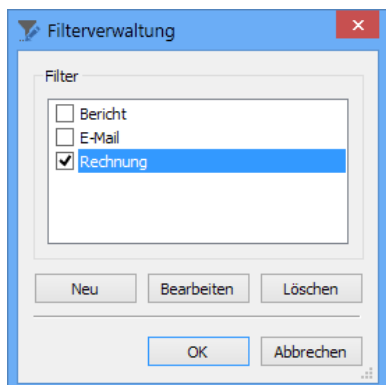 Filterverwaltung
Filter
Bericht
E-Mail
Rechnung
Neu Bearbeiten Löschen
OK Abbrechen